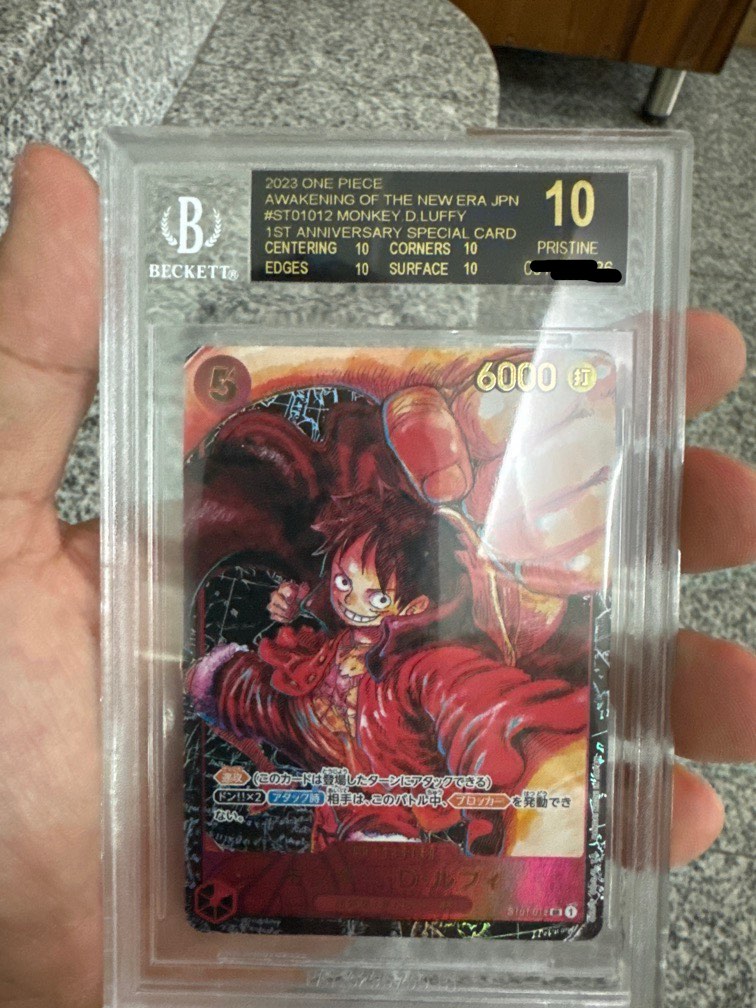 2023 ONE PIECE
AWAKENING OF THE NEW ERA JPN
#ST01012 MONKEY D LUFFY
1ST ANNIVERSARY SPECIAL CARD
CENTERING 10 CORNERS 10
EDGES 10 SURFACE 10
10
PRISTINE
B
BECKETT®
5
6000 打
速攻 (このカードは登場したターンにアタックできる)
ドン!!×2 アタック時 相手は、このバトル中、ブロッカー を発動でき
ない。
D.ルフィ
1